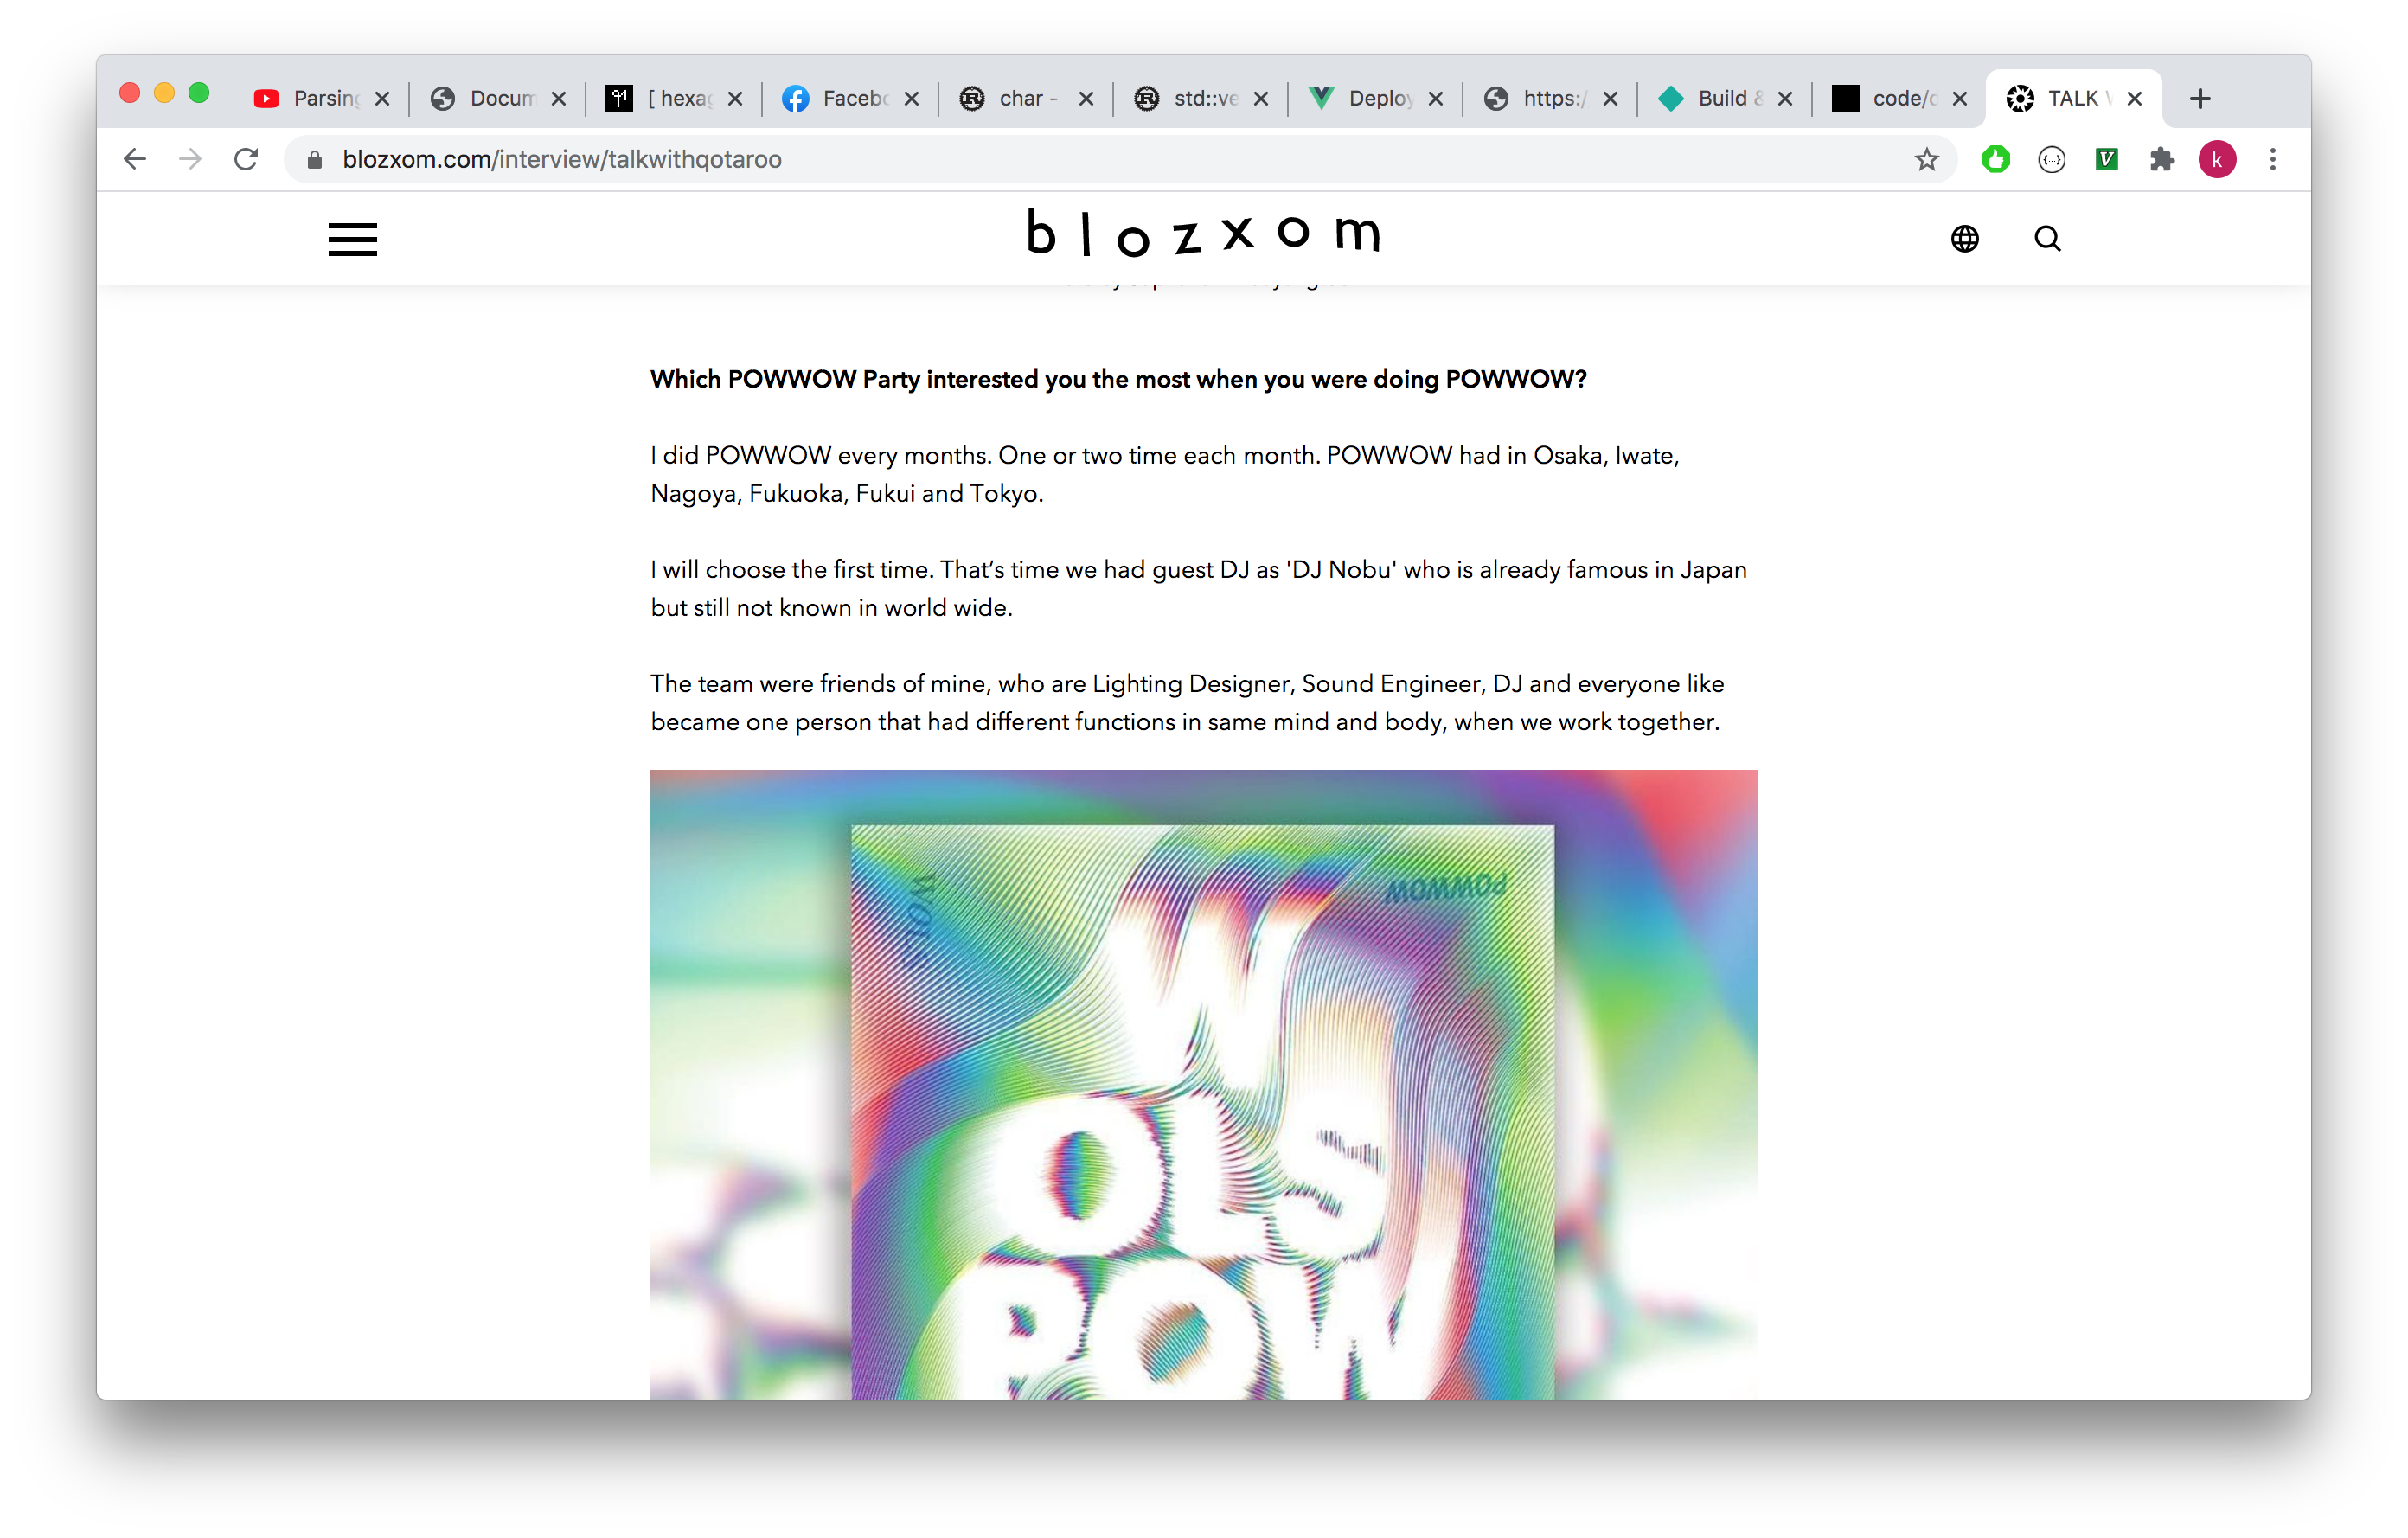 Parsing
Docum
[ hexag
Facebo
char -
std::ve
Deploy
https:/
Build &
code/
TALK
blozxom.com/interview/talkwithqotaroo
k
blozxom
Which POWWOW Party interested you the most when you were doing POWWOW?
I did POWWOW every months. One or two time each month. POWWOW had in Osaka, Iwate,
Nagoya, Fukuoka, Fukui and Tokyo.
I will choose the first time. That’s time we had guest DJ as 'DJ Nobu' who is already famous in Japan
but still not known in world wide.
The team were friends of mine, who are Lighting Designer, Sound Engineer, DJ and everyone like
became one person that had different functions in same mind and body, when we work together.
POWWOW
W
OLS
POW